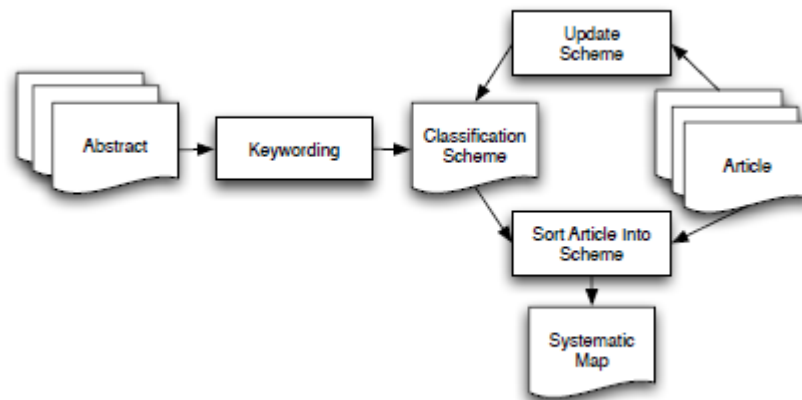 Update
Scheme
Abstract
Keywording
Classification
Scheme
Article
Sort Article into
Scheme
Systematic
Map